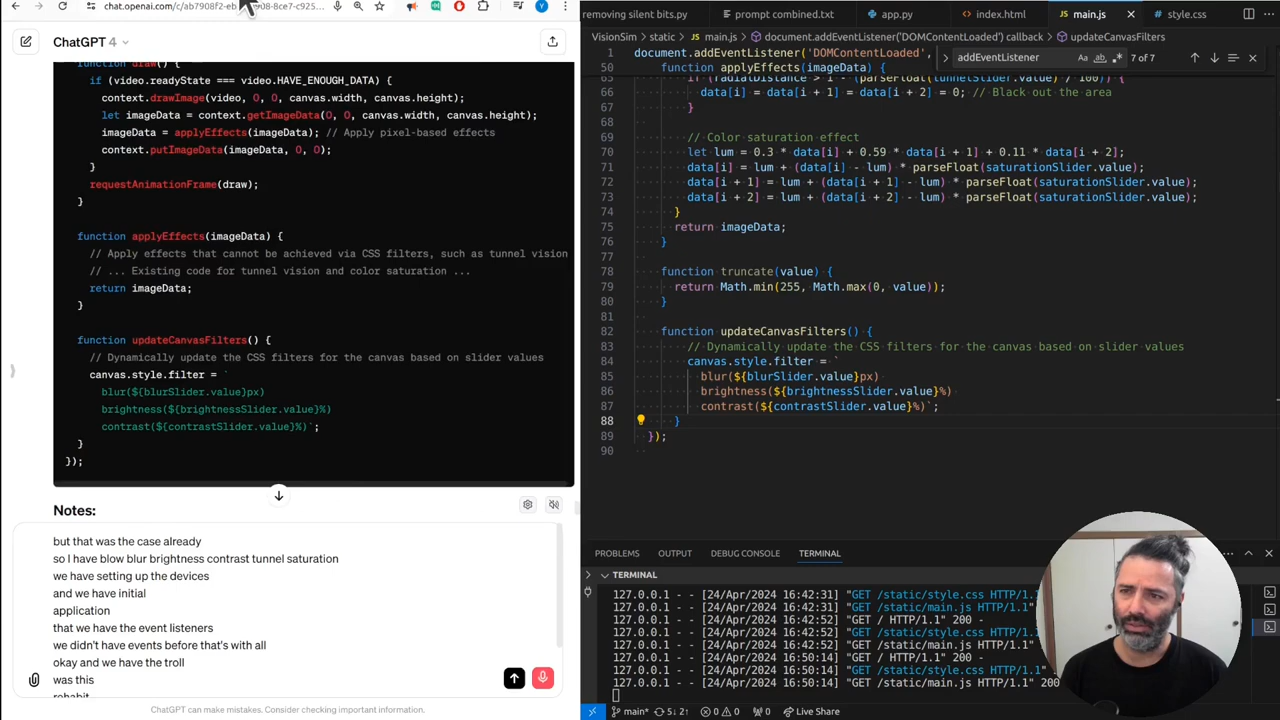 chat.openai.com/c/ab7908f2-eb 908-8ce7-c925...
Y
ChatGPT 4
function draw() {
if (video.readyState === video.HAVE_ENOUGH_DATA) {
context.drawImage(video, 0, 0, canvas.width, canvas.height);
let imageData = context.getImageData(0, 0, canvas.width, canvas.height);
imageData = applyEffects(imageData); // Apply pixel-based effects
context.putImageData(imageData, 0, 0);
}
requestAnimationFrame(draw);
}
function applyEffects(imageData) {
// Apply effects that cannot be achieved via CSS filters, such as tunnel vision
// ... Existing code for tunnel vision and color saturation ...
return imageData;
}
function updateCanvasFilters() {
// Dynamically update the CSS filters for the canvas based on slider values
canvas.style.filter = `
blur(${blurSlider.value}px)
brightness(${brightnessSlider.value}%)
contrast(${contrastSlider.value}%)`;
}
});
Notes:
but that was the case already
so I have blow blur brightness contrast tunnel saturation
we have setting up the devices
and we have initial
application
that we have the event listeners
we didn't have events before that's with all
okay and we have the troll
was this
rehabit
ChatGPT can make mistakes. Consider checking important information.
removing silent bits.py
prompt combined.txt
app.py
index.html
main.js
style.css
VisionSim > static > main.js > document.addEventListener('DOMContentLoaded') callback > updateCanvasFilters
addEventListener
Aa
ab
7 of 7
1 document.addEventListener('DOMContentLoaded',
50 function applyEffects(imageData) {
65 if (radialDistance > 1 - (parseFloat(tunnelSlider.value) / 100)) {
66 data[i] = data[i + 1] = data[i + 2] = 0; // Black out the area
67 }
68
69 // Color saturation effect
70 let lum = 0.3 * data[i] + 0.59 * data[i + 1] + 0.11 * data[i + 2];
71 data[i] = lum + (data[i] - lum) * parseFloat(saturationSlider.value);
72 data[i + 1] = lum + (data[i + 1] - lum) * parseFloat(saturationSlider.value);
73 data[i + 2] = lum + (data[i + 2] - lum) * parseFloat(saturationSlider.value);
74 }
75 return imageData;
76 }
77
78 function truncate(value) {
79 return Math.min(255, Math.max(0, value));
80 }
81
82 function updateCanvasFilters() {
83 // Dynamically update the CSS filters for the canvas based on slider values
84 canvas.style.filter = `
85 blur(${blurSlider.value}px)
86 brightness(${brightnessSlider.value}%)
87 contrast(${contrastSlider.value}%)`;
88 }
89 });
90
PROBLEMS
OUTPUT
DEBUG CONSOLE
TERMINAL
TERMINAL
127.0.0.1 - - [24/Apr/2024 16:42:31] "GET /static/style.css HTTP/1.1"
127.0.0.1 - - [24/Apr/2024 16:42:31] "GET /static/main.js HTTP/1.1"
127.0.0.1 - - [24/Apr/2024 16:42:52] "GET / HTTP/1.1" 200 -
127.0.0.1 - - [24/Apr/2024 16:42:52] "GET /static/style.css HTTP/1.1"
127.0.0.1 - - [24/Apr/2024 16:42:52] "GET /static/main.js HTTP/1.1"
127.0.0.1 - - [24/Apr/2024 16:50:14] "GET / HTTP/1.1" 200 -
127.0.0.1 - - [24/Apr/2024 16:50:14] "GET /static/style.css HTTP/1.1"
127.0.0.1 - - [24/Apr/2024 16:50:14] "GET /static/main.js HTTP/1.1" 200
main* 5↓ 2↑ 0 0 0 Live Share